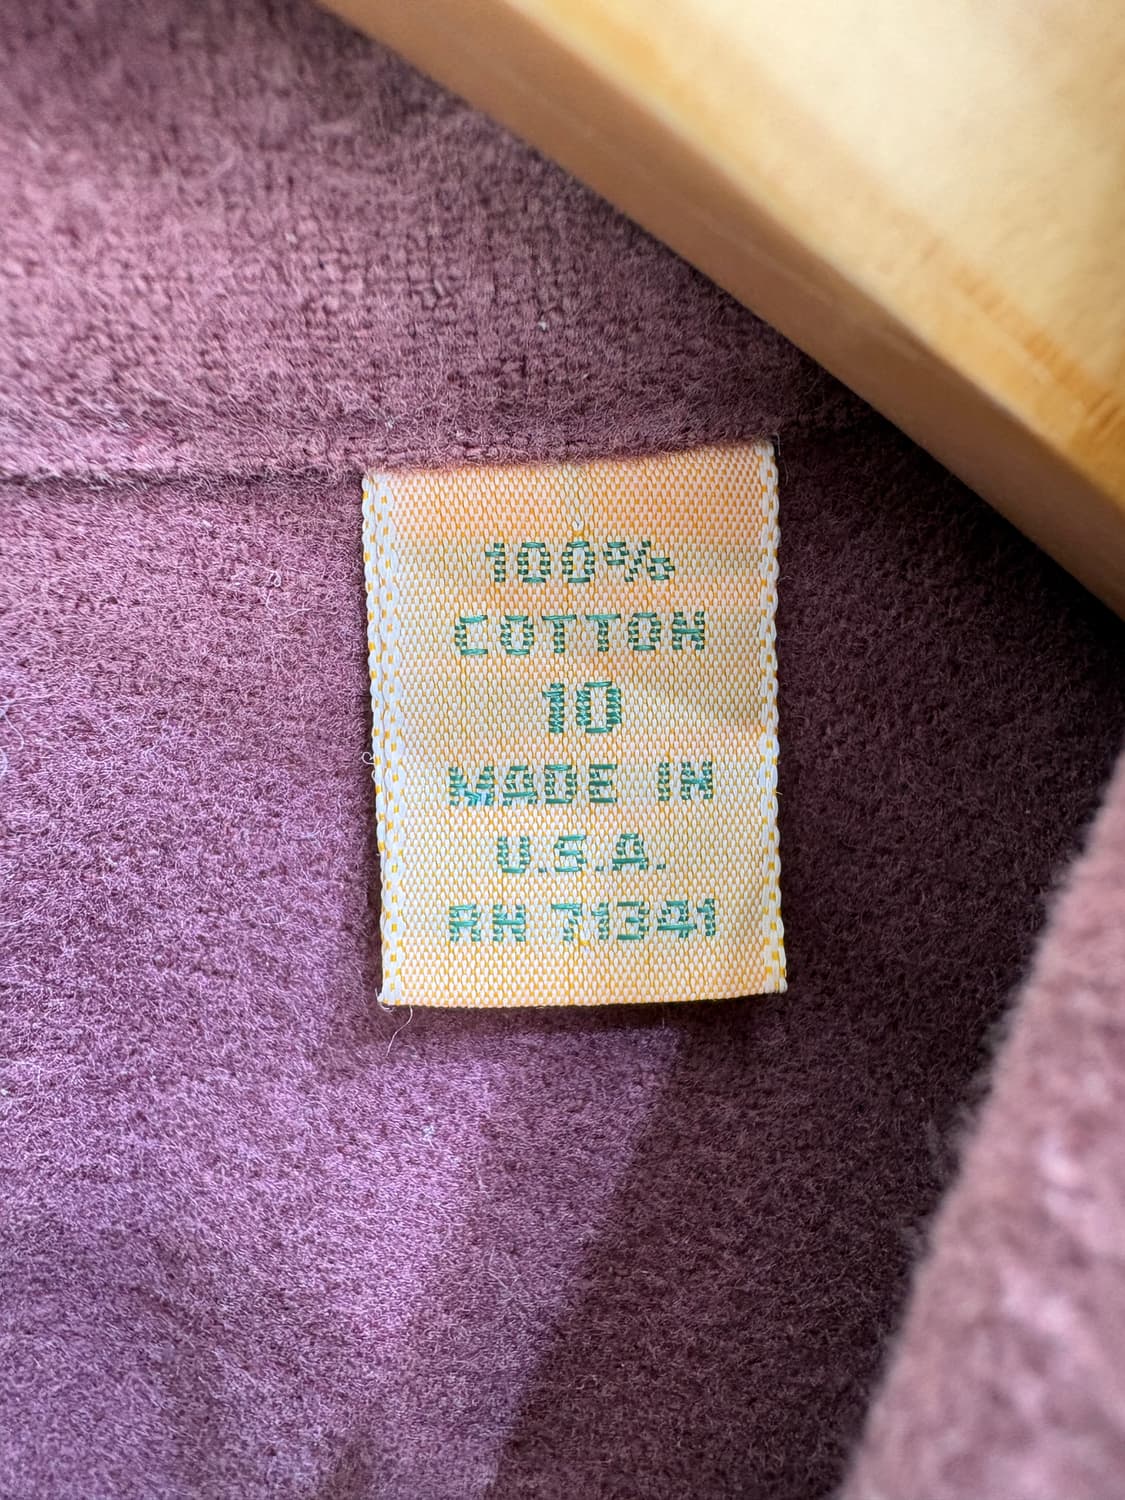 100%
COTTON
10
MADE IN
U.S.A.
RN 71341